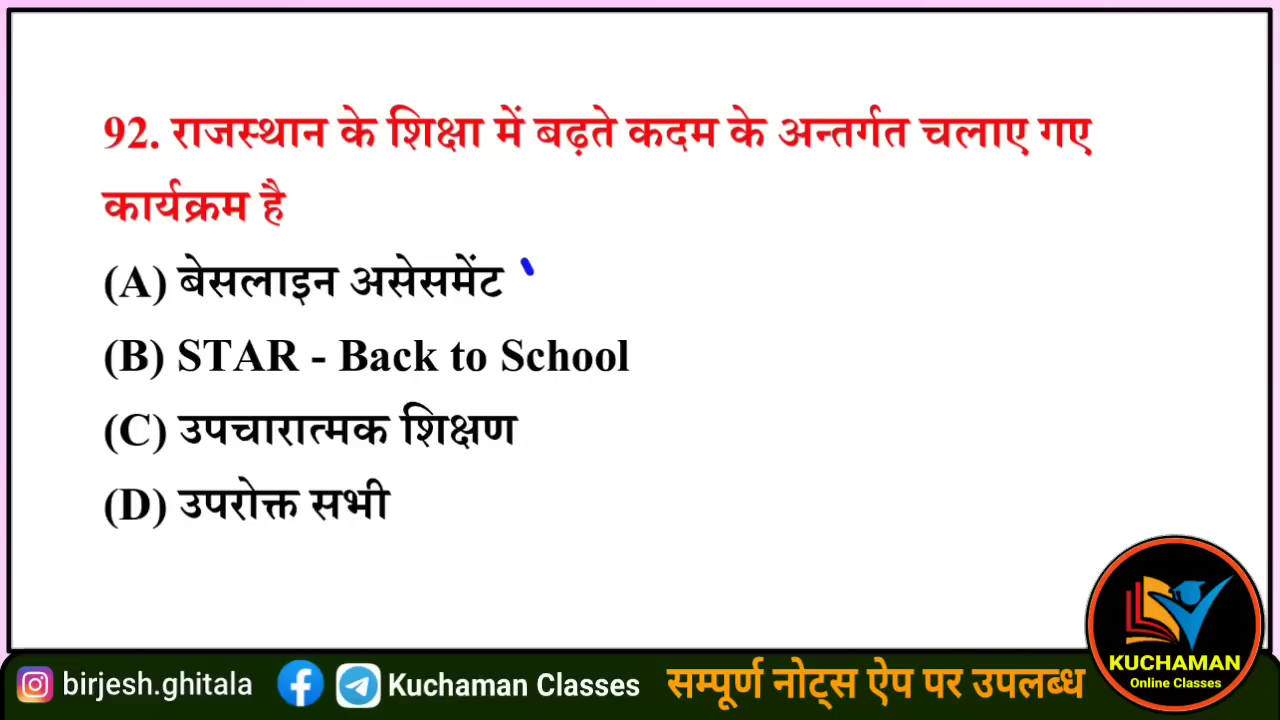 92. राजस्थान के शिक्षा में बढ़ते कदम के अन्तर्गत चलाए गए
कार्यक्रम है
(A) बेसलाइन असेसमेंट
(B) STAR - Back to School
(C) उपचारात्मक शिक्षण
(D) उपरोक्त सभी
KUCHAMAN
Online Classes
birjesh.ghitala
Kuchaman Classes
सम्पूर्ण नोट्स ऐप पर उपलब्ध